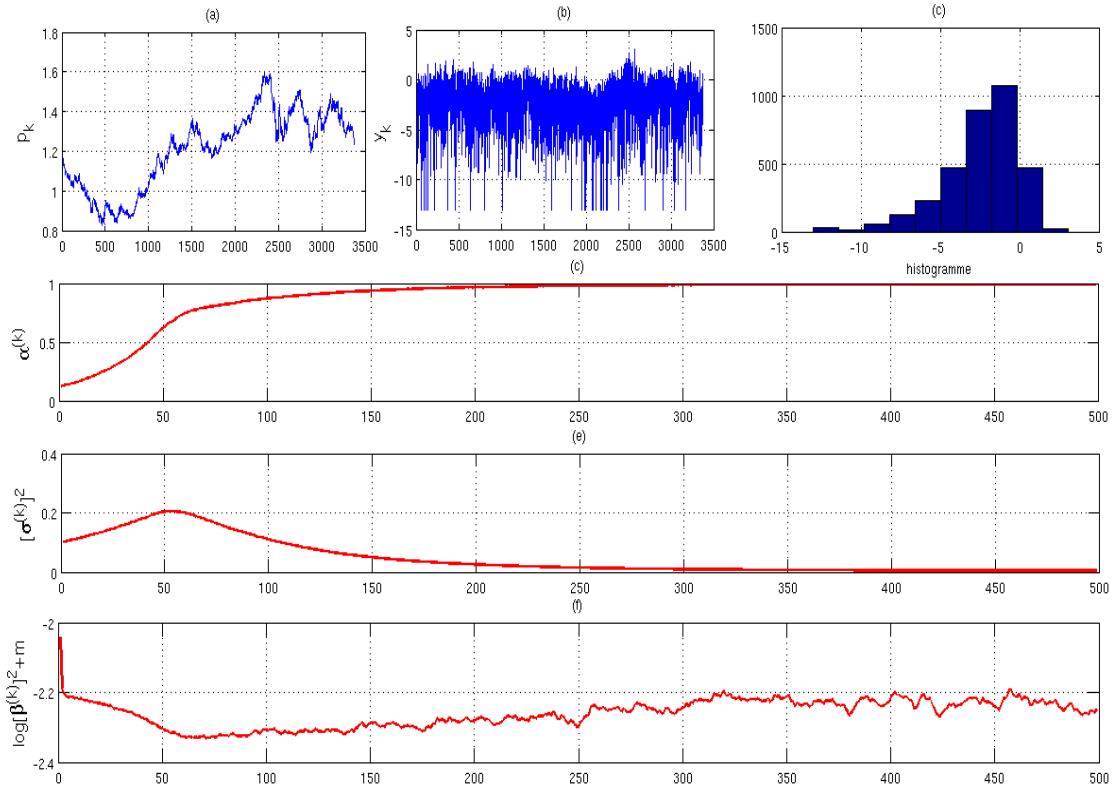 (a)
1.8
1.6
1.4
1.2
1
0.8
p_k
0 500 1000 1500 2000 2500 3000 3500
(b)
5
0
-5
-10
-15
y_k
0 500 1000 1500 2000 2500 3000 3500
(c)
1500
1000
500
0
-15 -10 -5 0 5
histogramme
(c)
1
0.5
0
α^(k)
0 50 100 150 200 250 300 350 400 450 500
(e)
0.4
0.2
0
[σ^(k)]^2
0 50 100 150 200 250 300 350 400 450 500
(f)
-2
-2.2
-2.4
log[β^(k)]^2+m
0 50 100 150 200 250 300 350 400 450 500